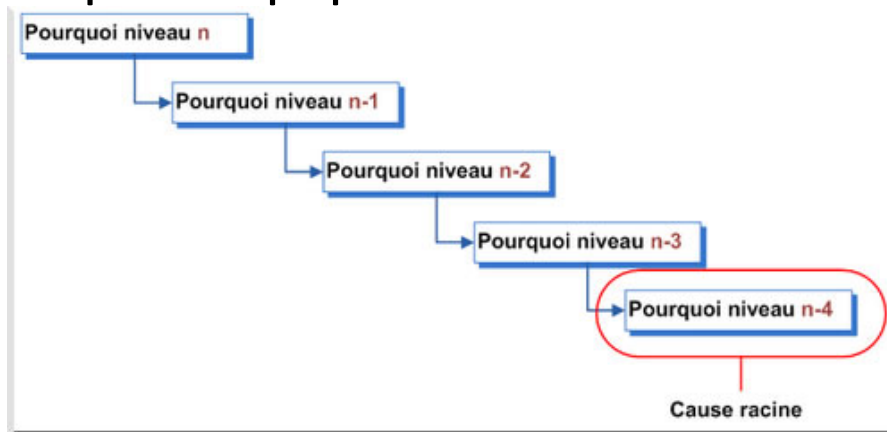 Pourquoi niveau n
Pourquoi niveau n-1
Pourquoi niveau n-2
Pourquoi niveau n-3
Pourquoi niveau n-4
Cause racine